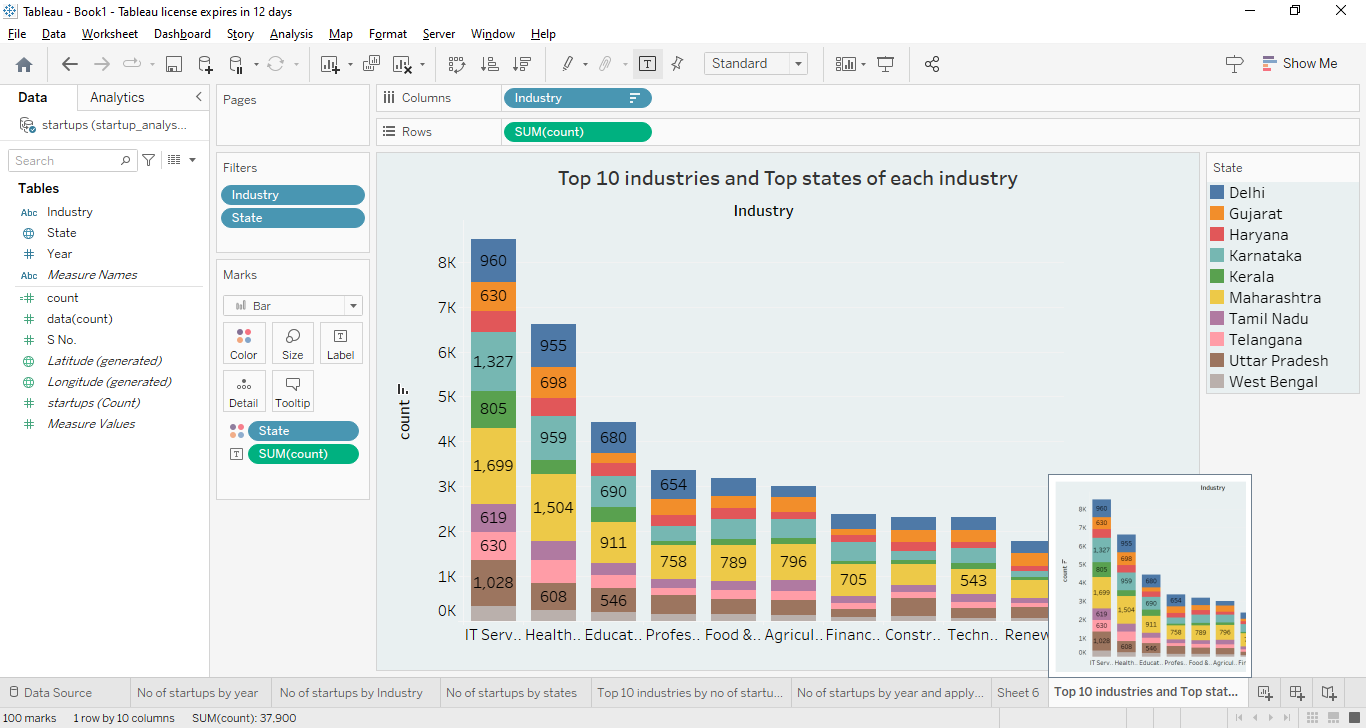 Tableau - Book1 - Tableau license expires in 12 days
File Data Worksheet Dashboard Story Analysis Map Format Server Window Help
Standard
Show Me
Data Analytics
startups (startup_analys...
Search
Tables
Abc Industry
State
Year
Abc Measure Names
count
data(count)
S No.
Latitude (generated)
Longitude (generated)
startups (Count)
Measure Values
Pages
Filters
Industry
State
Marks
Bar
Color Size Label
Detail Tooltip
State
SUM(count)
Columns Industry
Rows SUM(count)
Top 10 industries and Top states of each industry
Industry
count
8K
7K
6K
5K
4K
3K
2K
1K
0K
960
630
1,327
805
1,699
619
630
1,028
955
698
959
1,504
608
680
690
911
546
654
758
789
796
705
543
IT Serv.. Health.. Educat.. Profes.. Food &.. Agricul.. Financ.. Constr.. Techn.. Renew
State
Delhi
Gujarat
Haryana
Karnataka
Kerala
Maharashtra
Tamil Nadu
Telangana
Uttar Pradesh
West Bengal
Industry
count
8K
7K
6K
5K
4K
3K
2K
1K
0K
960
630
1,327
805
1,699
619
630
1,028
955
698
959
1,504
608
680
690
911
546
654
758
789
796
IT Serv.. Health.. Educat.. Profes.. Food &.. Agricul.. Fir
Data Source No of startups by year No of startups by Industry No of startups by states Top 10 industries by no of startu... No of startups by year and apply... Sheet 6 Top 10 industries and Top stat...
100 marks 1 row by 10 columns SUM(count): 37,900